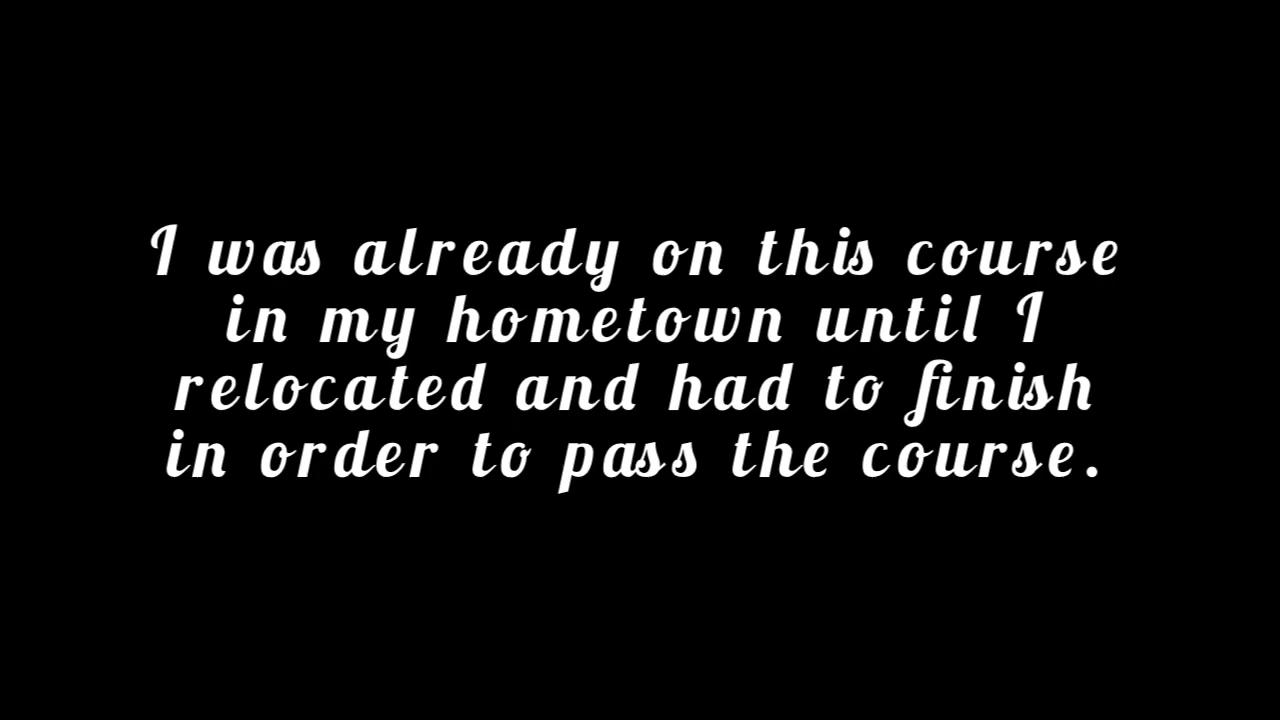 I was already on this course
in my hometown until I
relocated and had to finish
in order to pass the course.